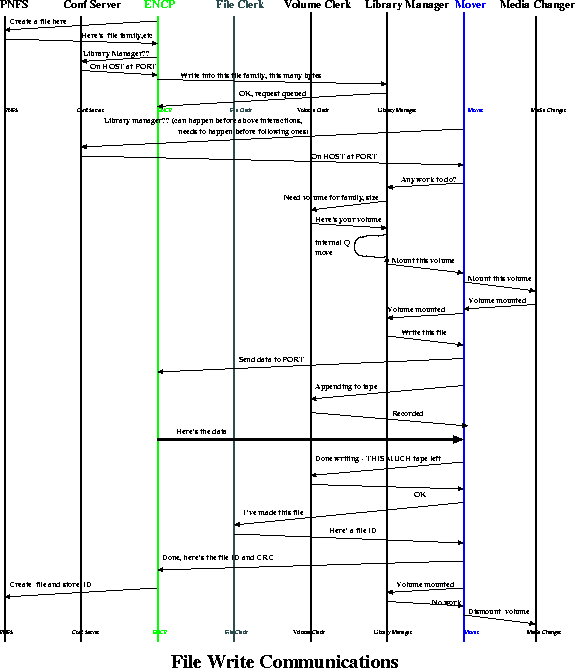 PNFS Conf Server ENCP File Clerk Volume Clerk Library Manager Mover Media Changer
Create a file here
Here's file family,etc
Library Manager??
On HOST at PORT
Write into this file family, this many bytes
OK, request queued
PNFS Conf Server ENCP File Clerk Volume Clerk Library Manager Mover Media Changer
Library manager?? (can happen before above interactions,
needs to happen before following ones)
On HOST at PORT
Any work to do?
Need volume for family, size
Here's your volume
Internal Q
move
Mount this volume
Mount this volume
Volume mounted
Volume mounted
Write this file
Send data to PORT
Appending to tape
Recorded
Here's the data
Done writing - THIS MUCH tape left
OK
I've made this file
Here' a file ID
Done, here's the file ID and CRC
Create file and store ID
Volume mounted
No work
Dismount volume
PNFS Conf Server ENCP File Clerk Volume Clerk Library Manager Mover Media Changer
File Write Communications